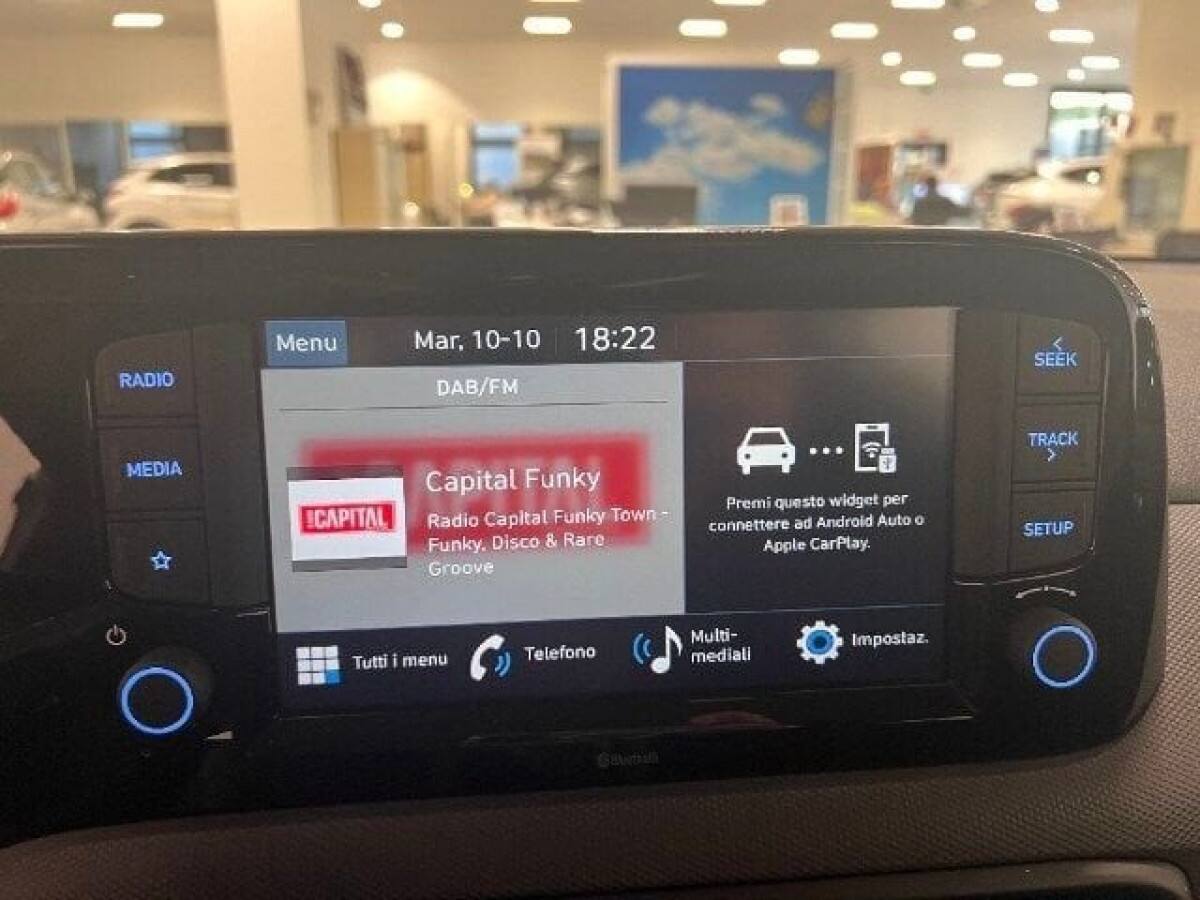 Menu
Mar, 10-10
18:22
DAB/FM
RADIO
MEDIA
CAPITAL
Capital Funky
Radio Capital Funky Town -
Funky, Disco & Rare
Groove
Premi questo widget per
connettere ad Android Auto o
Apple CarPlay.
SEEK
TRACK
SETUP
Tutti i menu
Telefono
Multi-
mediali
Impostaz.
Bluetooth